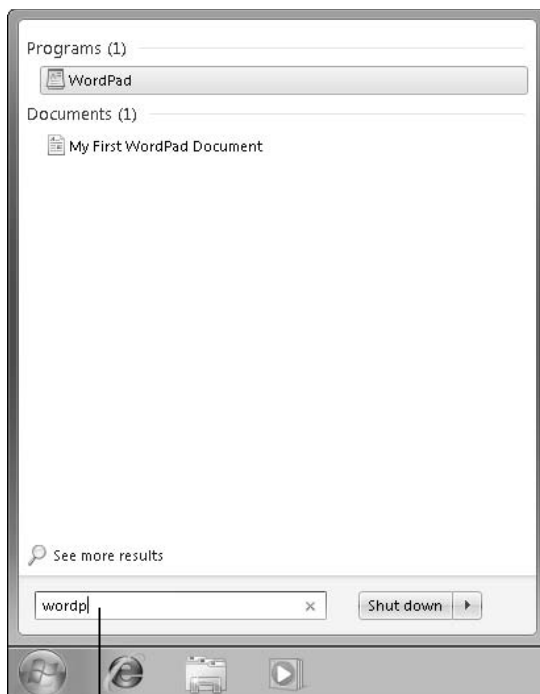 Programs (1)
WordPad
Documents (1)
My First WordPad Document
See more results
wordp
Shut down